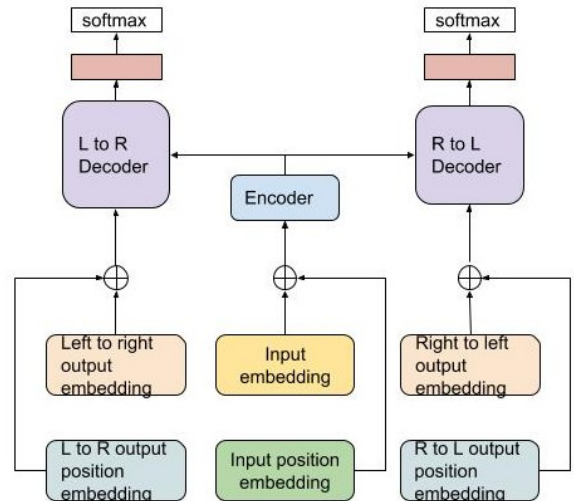 softmax
softmax
L to R
Decoder
R to L
Decoder
Encoder
Left to right
output
embedding
Input
embedding
Right to left
output
embedding
L to R output
position
embedding
Input position
embedding
R to L output
position
embedding